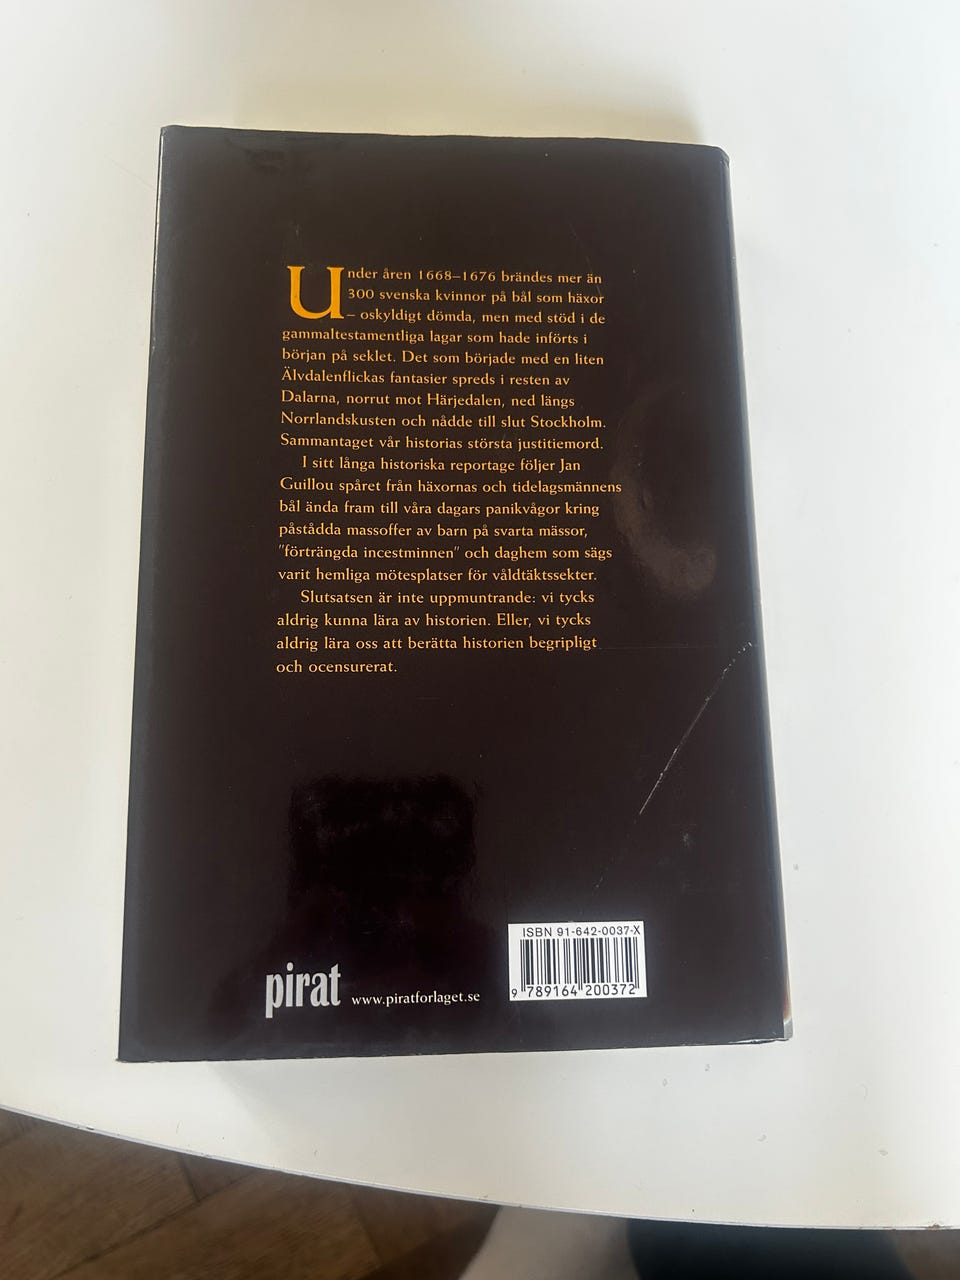 Under åren 1668–1676 brändes mer än
300 svenska kvinnor på bål som häxor
– oskyldigt dömda, men med stöd i de
gammaltestamentliga lagar som hade införts i
början på seklet. Det som började med en liten
Älvdalenflickas fantasier spreds i resten av
Dalarna, norrut mot Härjedalen, ned längs
Norrlandskusten och nådde till slut Stockholm.
Sammantaget vår historias största justitiemord.
I sitt långa historiska reportage följer Jan
Guillou spåret från häxornas och tidelagsmännens
bål ända fram till våra dagars panikvågor kring
påstådda massoffer av barn på svarta mässor,
"förträngda incestminnen" och daghem som sägs
varit hemliga mötesplatser för våldtäktssekter.
Slutsatsen är inte uppmuntrande: vi tycks
aldrig kunna lära av historien. Eller, vi tycks
aldrig lära oss att berätta historien begripligt
och ocensurerat.
ISBN 91-642-0037-X
9 789164 200372
pirat www.piratforlaget.se